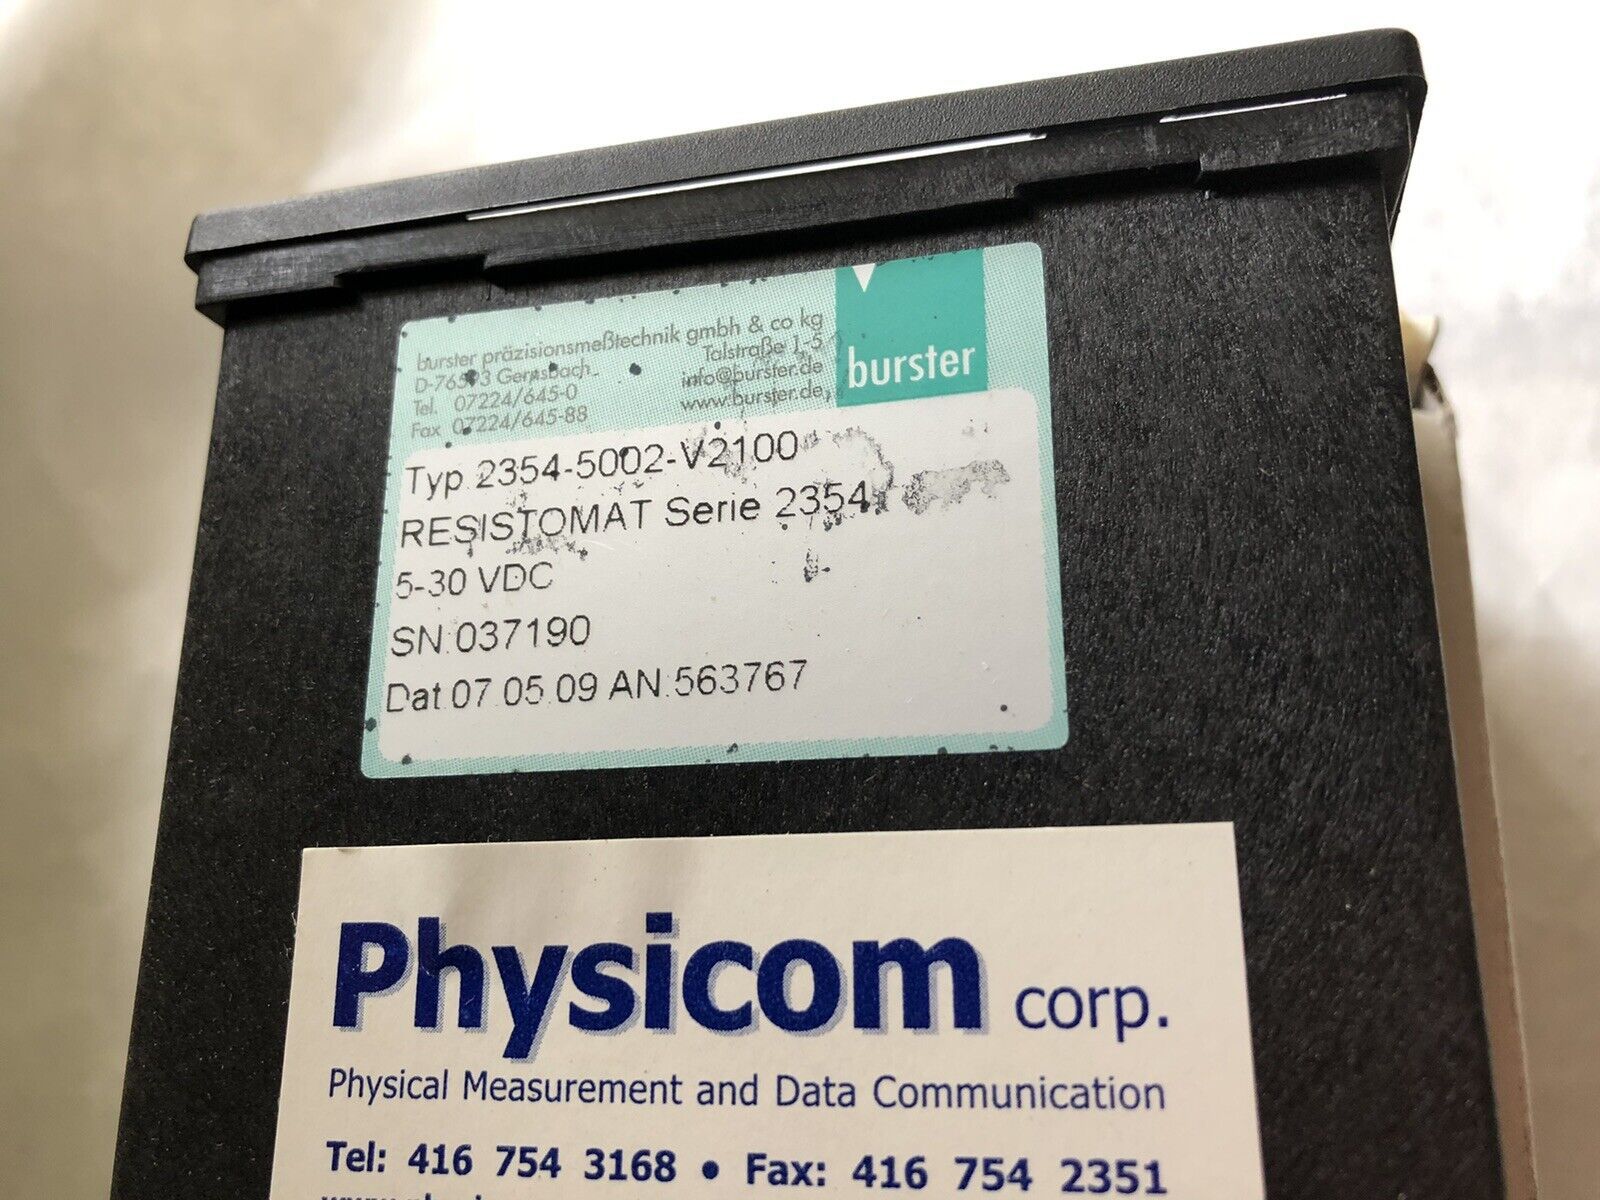 burster präzisionsmeßtechnik gmbh & co kg
D-76593 Gernsbach Talstraße 1-5
Tel. 07224/645-0 info@burster.de
Fax 07224/645-88 www.burster.de
burster
Typ 2354-5002-V2100
RESISTOMAT Serie 2354
5-30 VDC
SN:037190
Dat.07.05.09 AN:563767
Physicom corp.
Physical Measurement and Data Communication
Tel: 416 754 3168 • Fax: 416 754 2351